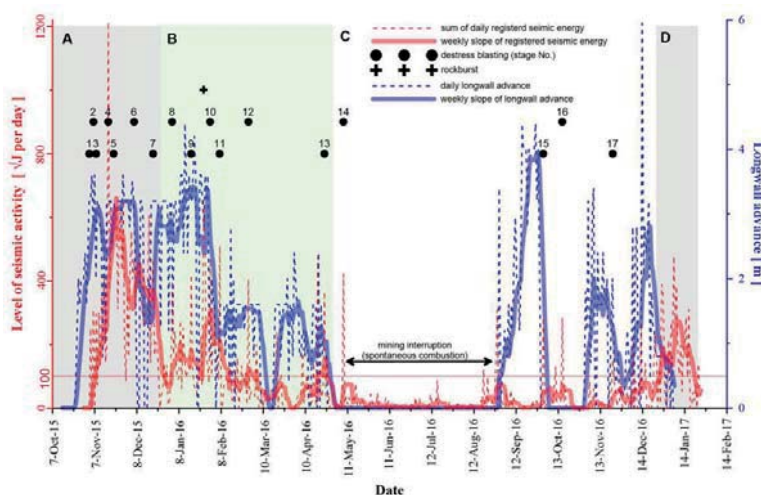 1200
800
400
100
0
Level of seismic activity [ √J per day ]
A
B
C
D
sum of daily registerd seimic energy
weekly slope of registered seismic energy
destress blasting (stage No.)
rockburst
daily longwall advance
weekly slope of longwall advance
2 4 6 8 10 12 14 16
13 5 7 9 11 13 15 17
mining interruption
(spontaneous combustion)
6
4
2
0
Longwall advance [ m ]
7-Oct-15
7-Nov-15
8-Dec-15
8-Jan-16
8-Feb-16
10-Mar-16
10-Apr-16
11-May-16
11-Jun-16
12-Jul-16
12-Aug-16
12-Sep-16
13-Oct-16
13-Nov-16
14-Dec-16
14-Jan-17
14-Feb-17
Date